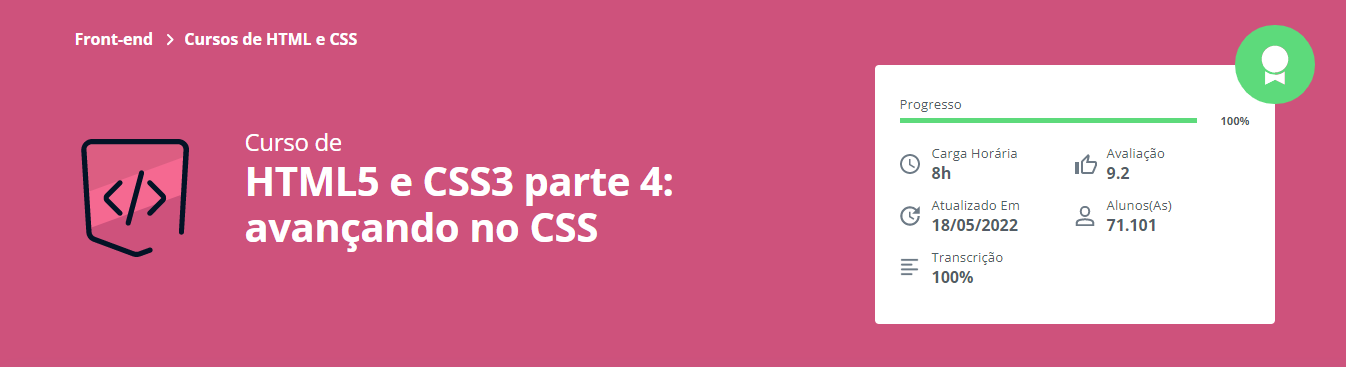 Front-end > Cursos de HTML e CSS
Curso de
HTML5 e CSS3 parte 4:
avançando no CSS
Progresso
100%
Carga Horária
8h
Avaliação
9.2
Atualizado Em
18/05/2022
Alunos(As)
71.101
Transcrição
100%